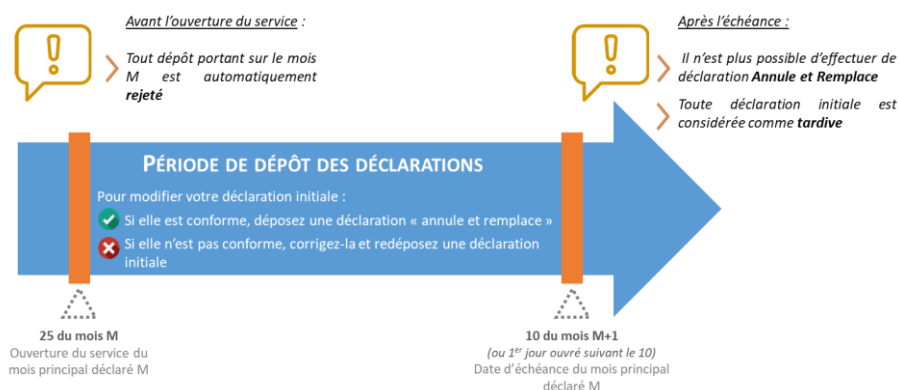 Avant l'ouverture du service :
Tout dépôt portant sur le mois
M est automatiquement
rejeté
Après l'échéance :
Il n'est plus possible d'effectuer de
déclaration Annule et Remplace
Toute déclaration initiale est
considérée comme tardive
PÉRIODE DE DÉPÔT DES DÉCLARATIONS
Pour modifier votre déclaration initiale :
Si elle est conforme, déposez une déclaration « annule et remplace »
Si elle n'est pas conforme, corrigez-la et redéposez une déclaration
initiale
25 du mois M
Ouverture du service du
mois principal déclaré M
10 du mois M+1
(ou 1er jour ouvré suivant le 10)
Date d'échéance du mois principal
déclaré M